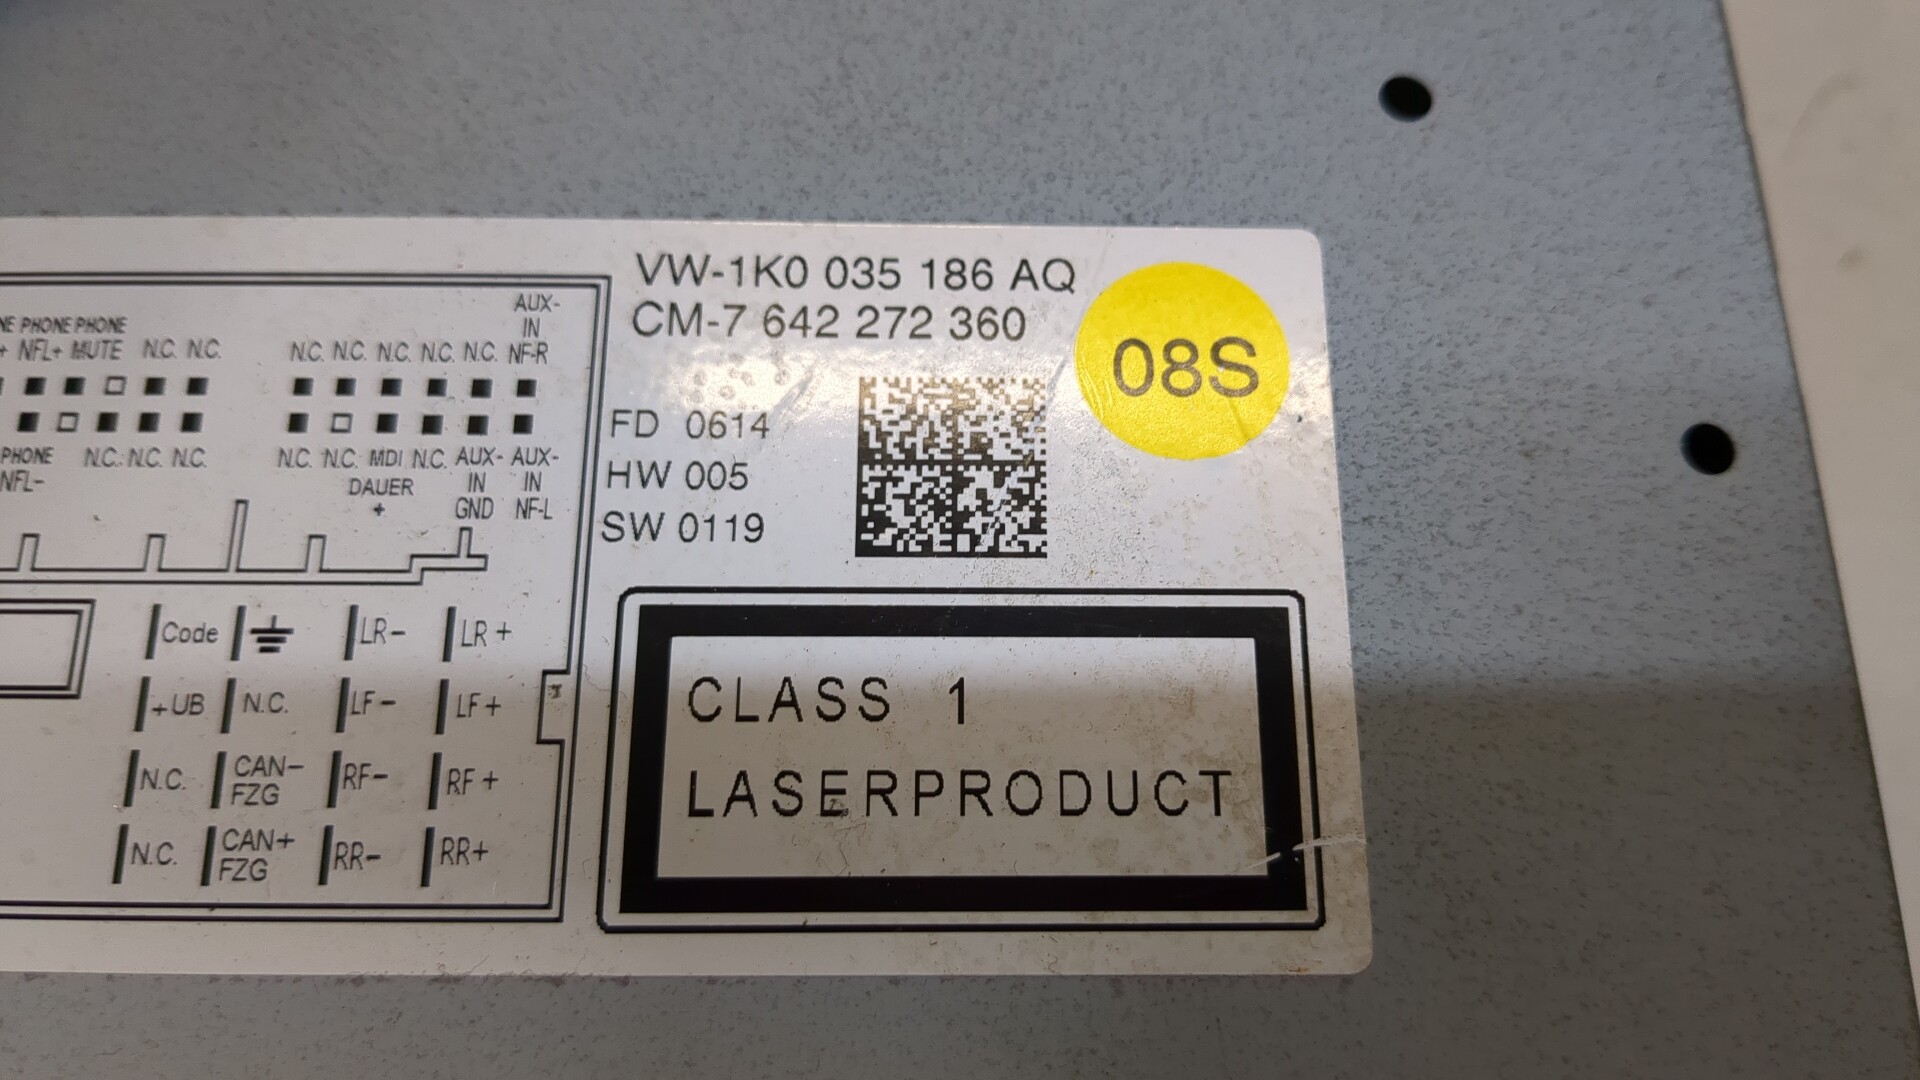 VW-1K0 035 186 AQ
CM-7 642 272 360
08S
FD 0614
HW 005
SW 0119
CLASS 1
LASERPRODUCT
AUX-
PHONE PHONE IN
NFL+ MUTE N.C. N.C. N.C. N.C. N.C. N.C. N.C. NF-R
PHONE N.C. N.C. N.C. N.C. N.C. MDI N.C. AUX- AUX-
NFL- DAUER IN IN
+ GND NF-L
Code LR- LR+
+UB N.C. LF- LF+
N.C. CAN- RF- RF+
FZG
N.C. CAN+ RR- RR+
FZG